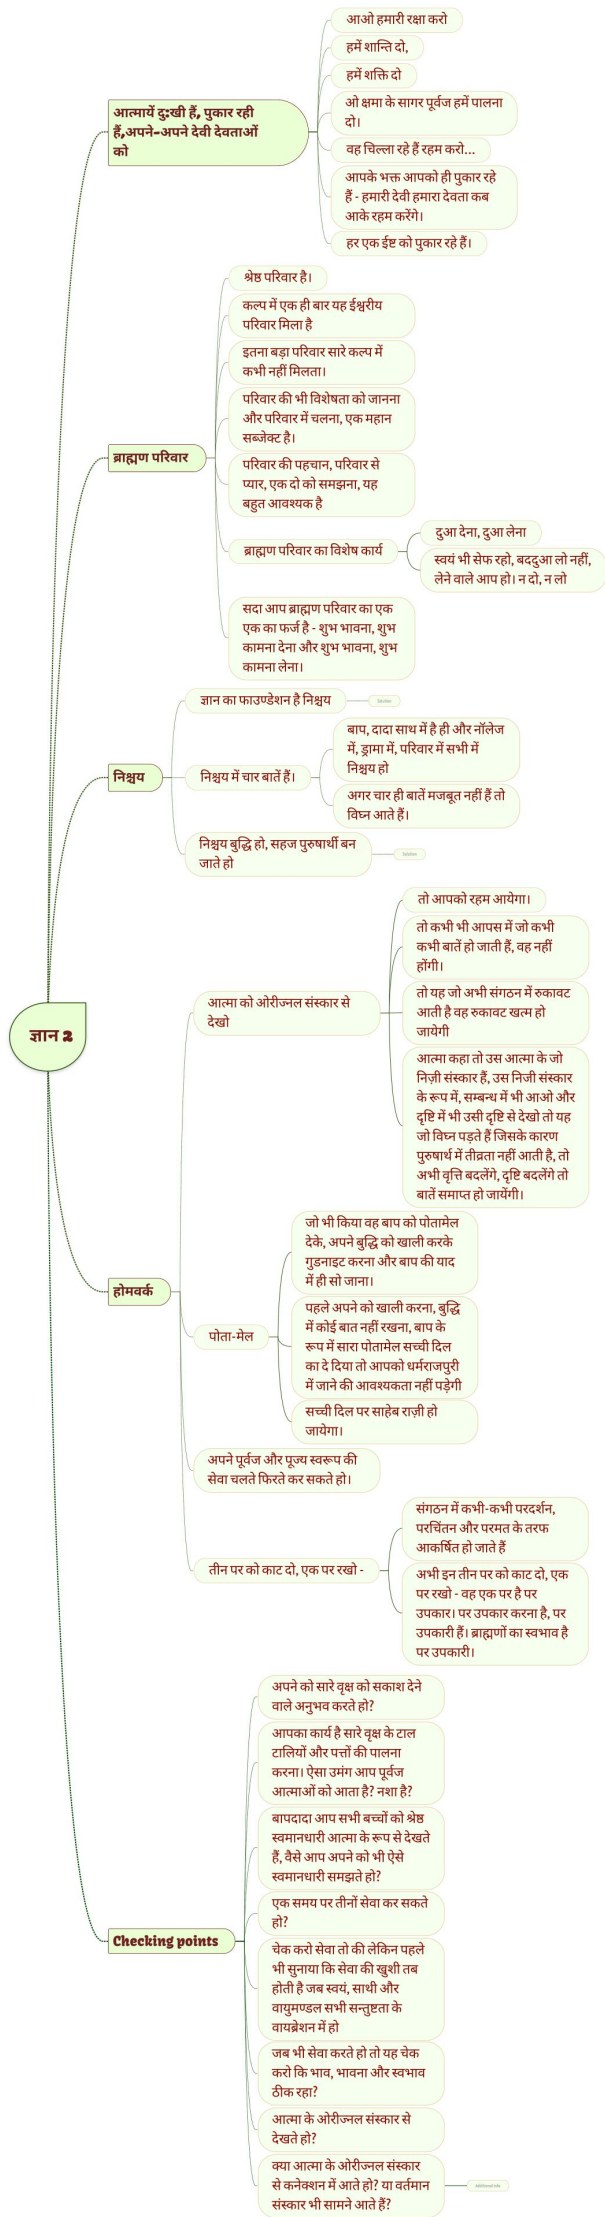 आत्मायें दु:खी हैं, पुकार रही
हैं,अपने-अपने देवी देवताओं
को
आओ हमारी रक्षा करो
हमें शान्ति दो,
हमें शक्ति दो
ओ क्षमा के सागर पूर्वज हमें पालना
दो।
वह चिल्ला रहे हैं रहम करो...
आपके भक्त आपको ही पुकार रहे
हैं - हमारी देवी हमारा देवता कब
आके रहम करेंगे।
हर एक ईष्ट को पुकार रहे हैं।
ब्राह्मण परिवार
श्रेष्ठ परिवार है।
कल्प में एक ही बार यह ईश्वरीय
परिवार मिला है
इतना बड़ा परिवार सारे कल्प में
कभी नहीं मिलता।
परिवार की भी विशेषता को जानना
और परिवार में चलना, एक महान
सब्जेक्ट है।
परिवार की पहचान, परिवार से
प्यार, एक दो को समझना, यह
बहुत आवश्यक है
ब्राह्मण परिवार का विशेष कार्य
दुआ देना, दुआ लेना
स्वयं भी सेफ रहो, बददुआ लो नहीं,
लेने वाले आप हो। न दो, न लो
सदा आप ब्राह्मण परिवार का एक
एक का फर्ज है - शुभ भावना, शुभ
कामना देना और शुभ भावना, शुभ
कामना लेना।
निश्चय
ज्ञान का फाउण्डेशन है निश्चय
Solution
निश्चय में चार बातें हैं।
बाप, दादा साथ में है ही और नॉलेज
में, ड्रामा में, परिवार में सभी में
निश्चय हो
अगर चार ही बातें मजबूत नहीं हैं तो
विघ्न आते हैं।
निश्चय बुद्धि हो, सहज पुरुषार्थी बन
जाते हो
Solution
ज्ञान 2
होमवर्क
आत्मा को ओरीज्नल संस्कार से
देखो
तो आपको रहम आयेगा।
तो कभी भी आपस में जो कभी
कभी बातें हो जाती हैं, वह नहीं
होंगी।
तो यह जो अभी संगठन में रुकावट
आती है वह रुकावट खत्म हो
जायेगी
आत्मा कहा तो उस आत्मा के जो
निज़ी संस्कार हैं, उस निजी संस्कार
के रूप में, सम्बन्ध में भी आओ और
दृष्टि में भी उसी दृष्टि से देखो तो यह
जो विघ्न पड़ते हैं जिसके कारण
पुरुषार्थ में तीव्रता नहीं आती है, तो
अभी वृत्ति बदलेंगे, दृष्टि बदलेंगे तो
बातें समाप्त हो जायेंगी।
पोता-मेल
जो भी किया वह बाप को पोतामेल
देके, अपने बुद्धि को खाली करके
गुडनाइट करना और बाप की याद
में ही सो जाना।
पहले अपने को खाली करना, बुद्धि
में कोई बात नहीं रखना, बाप के
रूप में सारा पोतामेल सच्ची दिल
का दे दिया तो आपको धर्मराजपुरी
में जाने की आवश्यकता नहीं पड़ेगी
सच्ची दिल पर साहेब राज़ी हो
जायेगा।
अपने पूर्वज और पूज्य स्वरूप की
सेवा चलते फिरते कर सकते हो।
तीन पर को काट दो, एक पर रखो -
संगठन में कभी-कभी परदर्शन,
परचिंतन और परमत के तरफ
आकर्षित हो जाते हैं
अभी इन तीन पर को काट दो, एक
पर रखो - वह एक पर है पर
उपकार। पर उपकार करना है, पर
उपकारी हैं। ब्राह्मणों का स्वभाव है
पर उपकारी।
Checking points
अपने को सारे वृक्ष को सकाश देने
वाले अनुभव करते हो?
आपका कार्य है सारे वृक्ष के टाल
टालियों और पत्तों की पालना
करना। ऐसा उमंग आप पूर्वज
आत्माओं को आता है? नशा है?
बापदादा आप सभी बच्चों को श्रेष्ठ
स्वमानधारी आत्मा के रूप से देखते
हैं, वैसे आप अपने को भी ऐसे
स्वमानधारी समझते हो?
एक समय पर तीनों सेवा कर सकते
हो?
चेक करो सेवा तो की लेकिन पहले
भी सुनाया कि सेवा की खुशी तब
होती है जब स्वयं, साथी और
वायुमण्डल सभी सन्तुष्टता के
वायब्रेशन में हो
जब भी सेवा करते हो तो यह चेक
करो कि भाव, भावना और स्वभाव
ठीक रहा?
आत्मा के ओरीज्नल संस्कार से
देखते हो?
क्या आत्मा के ओरीज्नल संस्कार
से कनेक्शन में आते हो? या वर्तमान
संस्कार भी सामने आते हैं?
Additional info